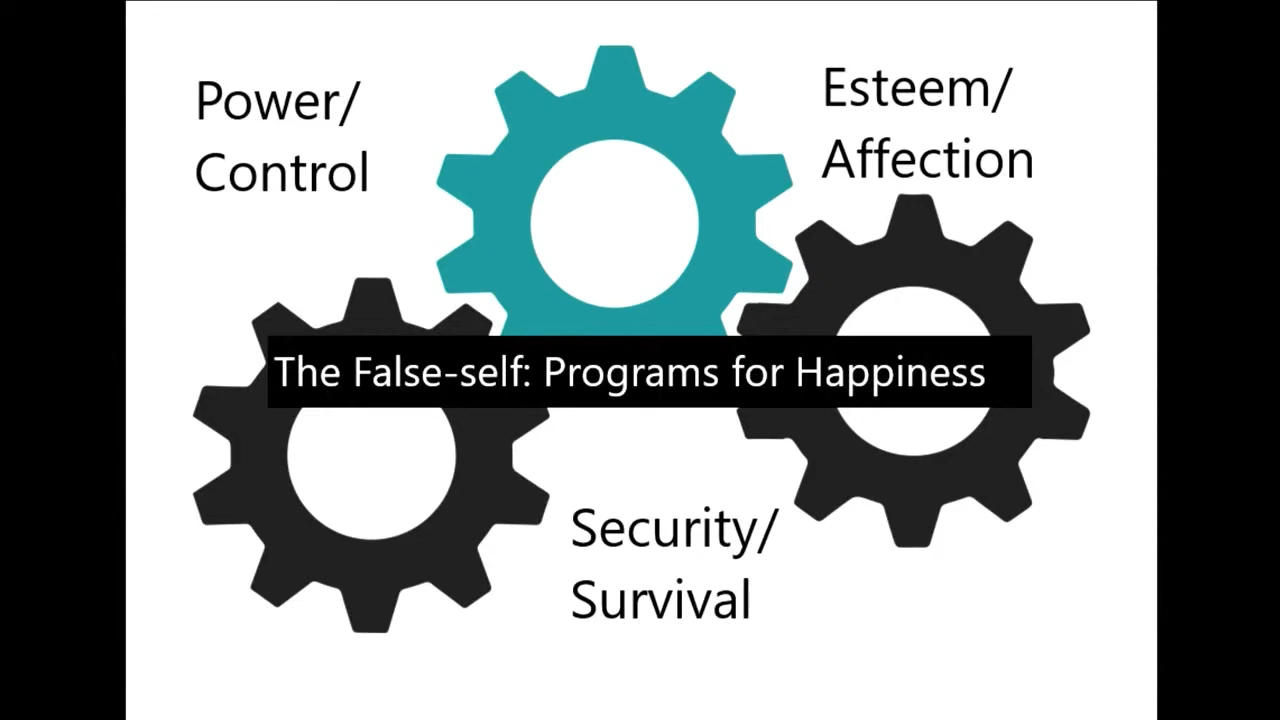 Power/
Control
Esteem/
Affection
The False-self: Programs for Happiness
Security/
Survival